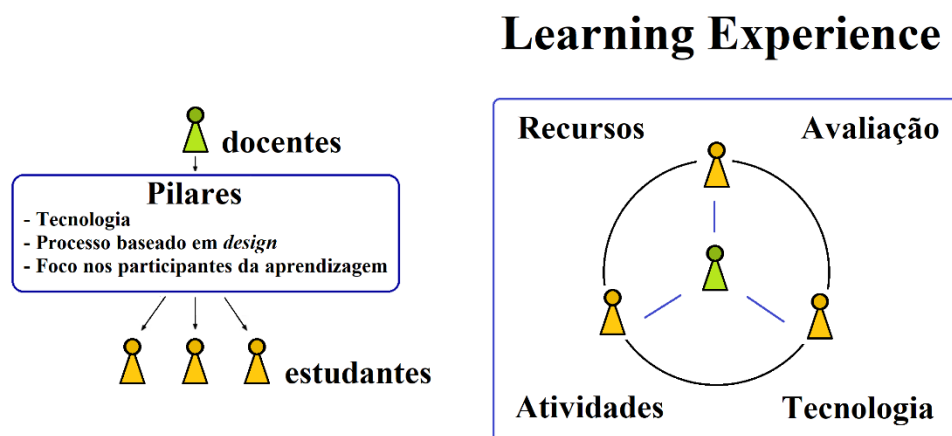 Learning Experience
docentes
Pilares
- Tecnologia
- Processo baseado em design
- Foco nos participantes da aprendizagem
estudantes
Recursos
Avaliação
Atividades
Tecnologia